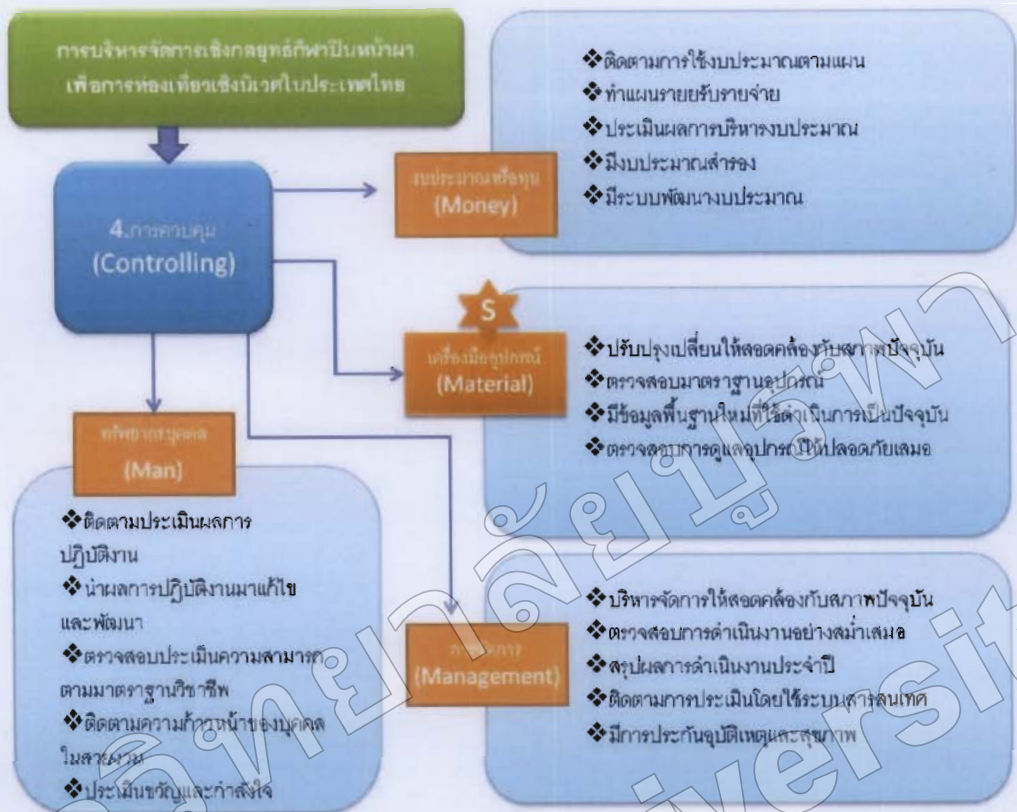 การบริหารจัดการเชิงกลยุทธ์กีฬาปีนหน้าผา
เพื่อการท่องเที่ยวเชิงนิเวศในประเทศไทย
4.การควบคุม
(Controlling)
งบประมาณหรือทุน
(Money)
❖ติดตามการใช้งบประมาณตามแผน
❖ทำแผนรายยรับรายจ่าย
❖ประเมินผลการบริหารงบประมาณ
❖มีงบประมาณสำรอง
❖มีระบบพัฒนางบประมาณ
S
เครื่องมืออุปกรณ์
(Material)
❖ปรับปรุงเปลี่ยนให้สอดคล้องกับสภาพปัจจุบัน
❖ตรวจสอบมาตราฐานอุปกรณ์
❖มีข้อมูลพื้นฐานใหม่ที่ใช้ดำเนินการเป็นปัจจุบัน
❖ตรวจสอบการดูแลอุปกรณ์ให้ปลอดภัยเสมอ
ทรัพยากรบุคคล
(Man)
❖ติดตามประเมินผลการ
ปฏิบัติงาน
❖นำผลการปฏิบัติงานมาแก้ไข
และพัฒนา
❖ตรวจสอบประเมินความสามารถ
ตามมาตราฐานวิชาชีพ
❖ติดตามความก้าวหน้าของบุคคล
ในสายงาน
❖ประเมินขวัญและกำลังใจ
การจัดการ
(Management)
❖บริหารจัดการให้สอดคล้องกับสภาพปัจจุบัน
❖ตรวจสอบการดำเนินงานอย่างสม่ำเสมอ
❖สรุปผลการดำเนินงานประจำปี
❖ติดตามการประเมินโดยใช้ระบบสารสนเทศ
❖มีการประกันอุบัติเหตุและสุขภาพ